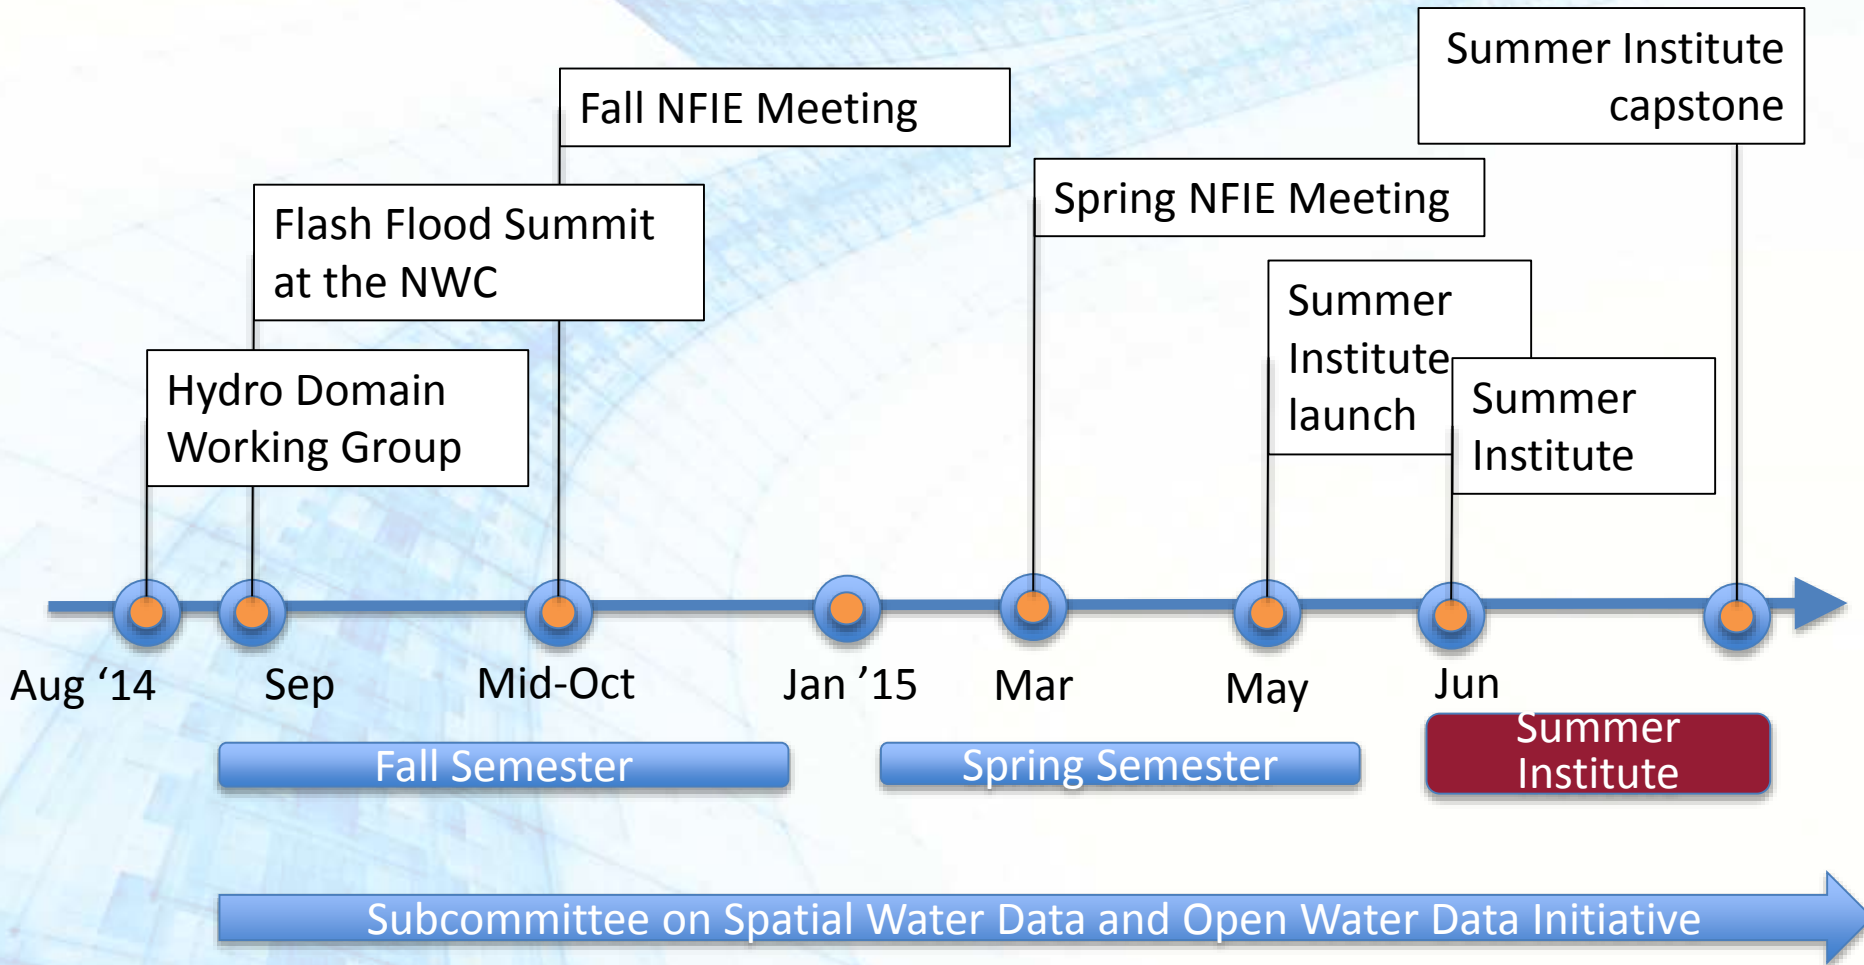 Summer Institute
capstone
Fall NFIE Meeting
Spring NFIE Meeting
Flash Flood Summit
at the NWC
Summer
Institute
launch
Hydro Domain
Working Group
Summer
Institute
Aug ‘14
Sep
Mid-Oct
Jan ’15
Mar
May
Jun
Fall Semester
Spring Semester
Summer
Institute
Subcommittee on Spatial Water Data and Open Water Data Initiative